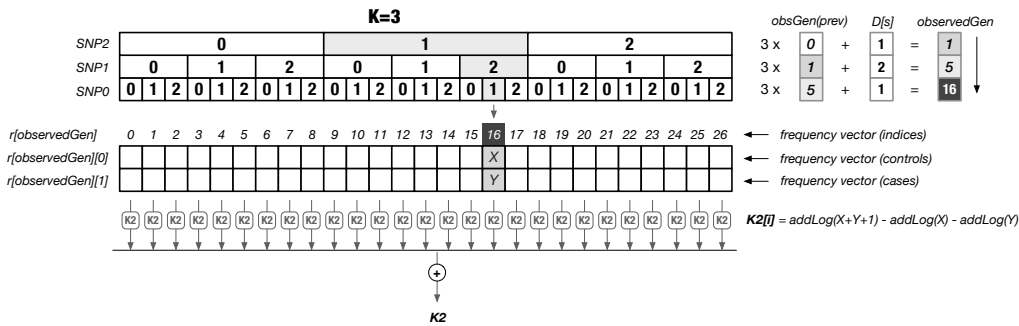 K=3
obsGen(prev) D[s] observedGen
SNP2 0 1 2
3 x 0 + 1 = 1
SNP1 0 1 2 0 1 2 0 1 2
3 x 1 + 2 = 5
SNP0 0 1 2 0 1 2 0 1 2 0 1 2 0 1 2 0 1 2 0 1 2 0 1 2 0 1 2
3 x 5 + 1 = 16
r[observedGen] 0 1 2 3 4 5 6 7 8 9 10 11 12 13 14 15 16 17 18 19 20 21 22 23 24 25 26 frequency vector (indices)
r[observedGen][0] X frequency vector (controls)
r[observedGen][1] Y frequency vector (cases)
K2 K2 K2 K2 K2 K2 K2 K2 K2 K2 K2 K2 K2 K2 K2 K2 K2 K2 K2 K2 K2 K2 K2 K2 K2 K2 K2 K2[i] = addLog(X+Y+1) - addLog(X) - addLog(Y)
+
K2